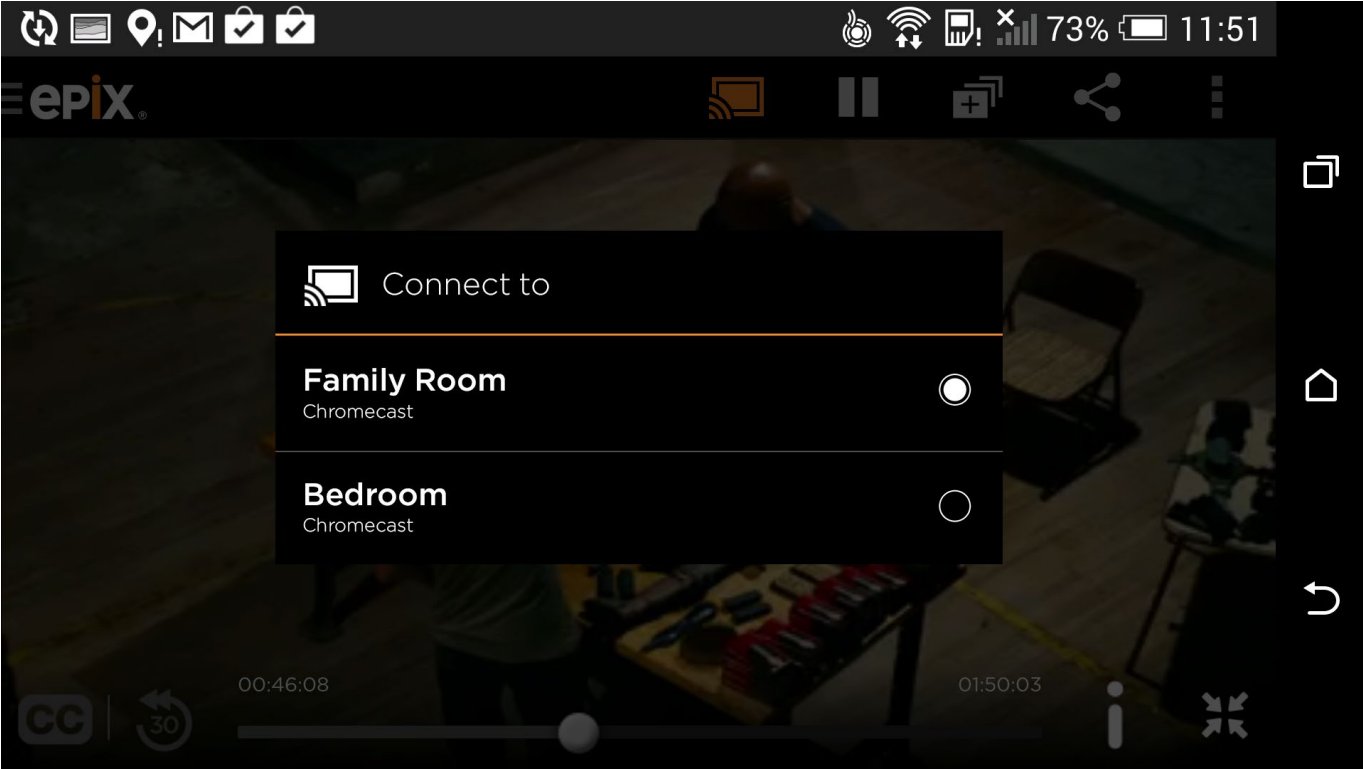 73% 11:51
epix®
Connect to
Family Room
Chromecast
Bedroom
Chromecast
00:46:08 01:50:03
CC 30